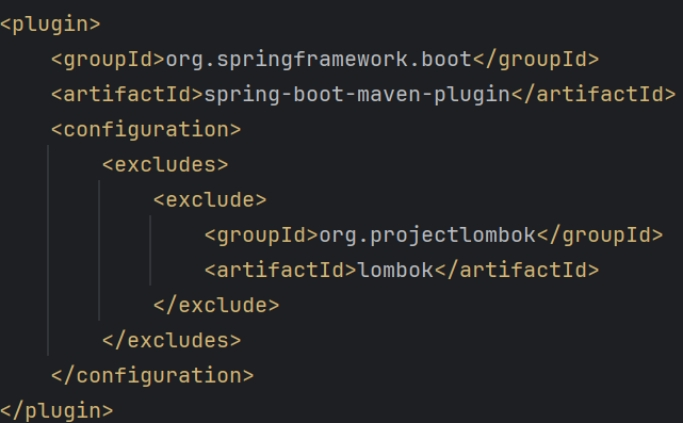 <plugin>
    <groupId>org.springframework.boot</groupId>
    <artifactId>spring-boot-maven-plugin</artifactId>
    <configuration>
        <excludes>
            <exclude>
                <groupId>org.projectlombok</groupId>
                <artifactId>lombok</artifactId>
            </exclude>
        </excludes>
    </configuration>
</plugin>